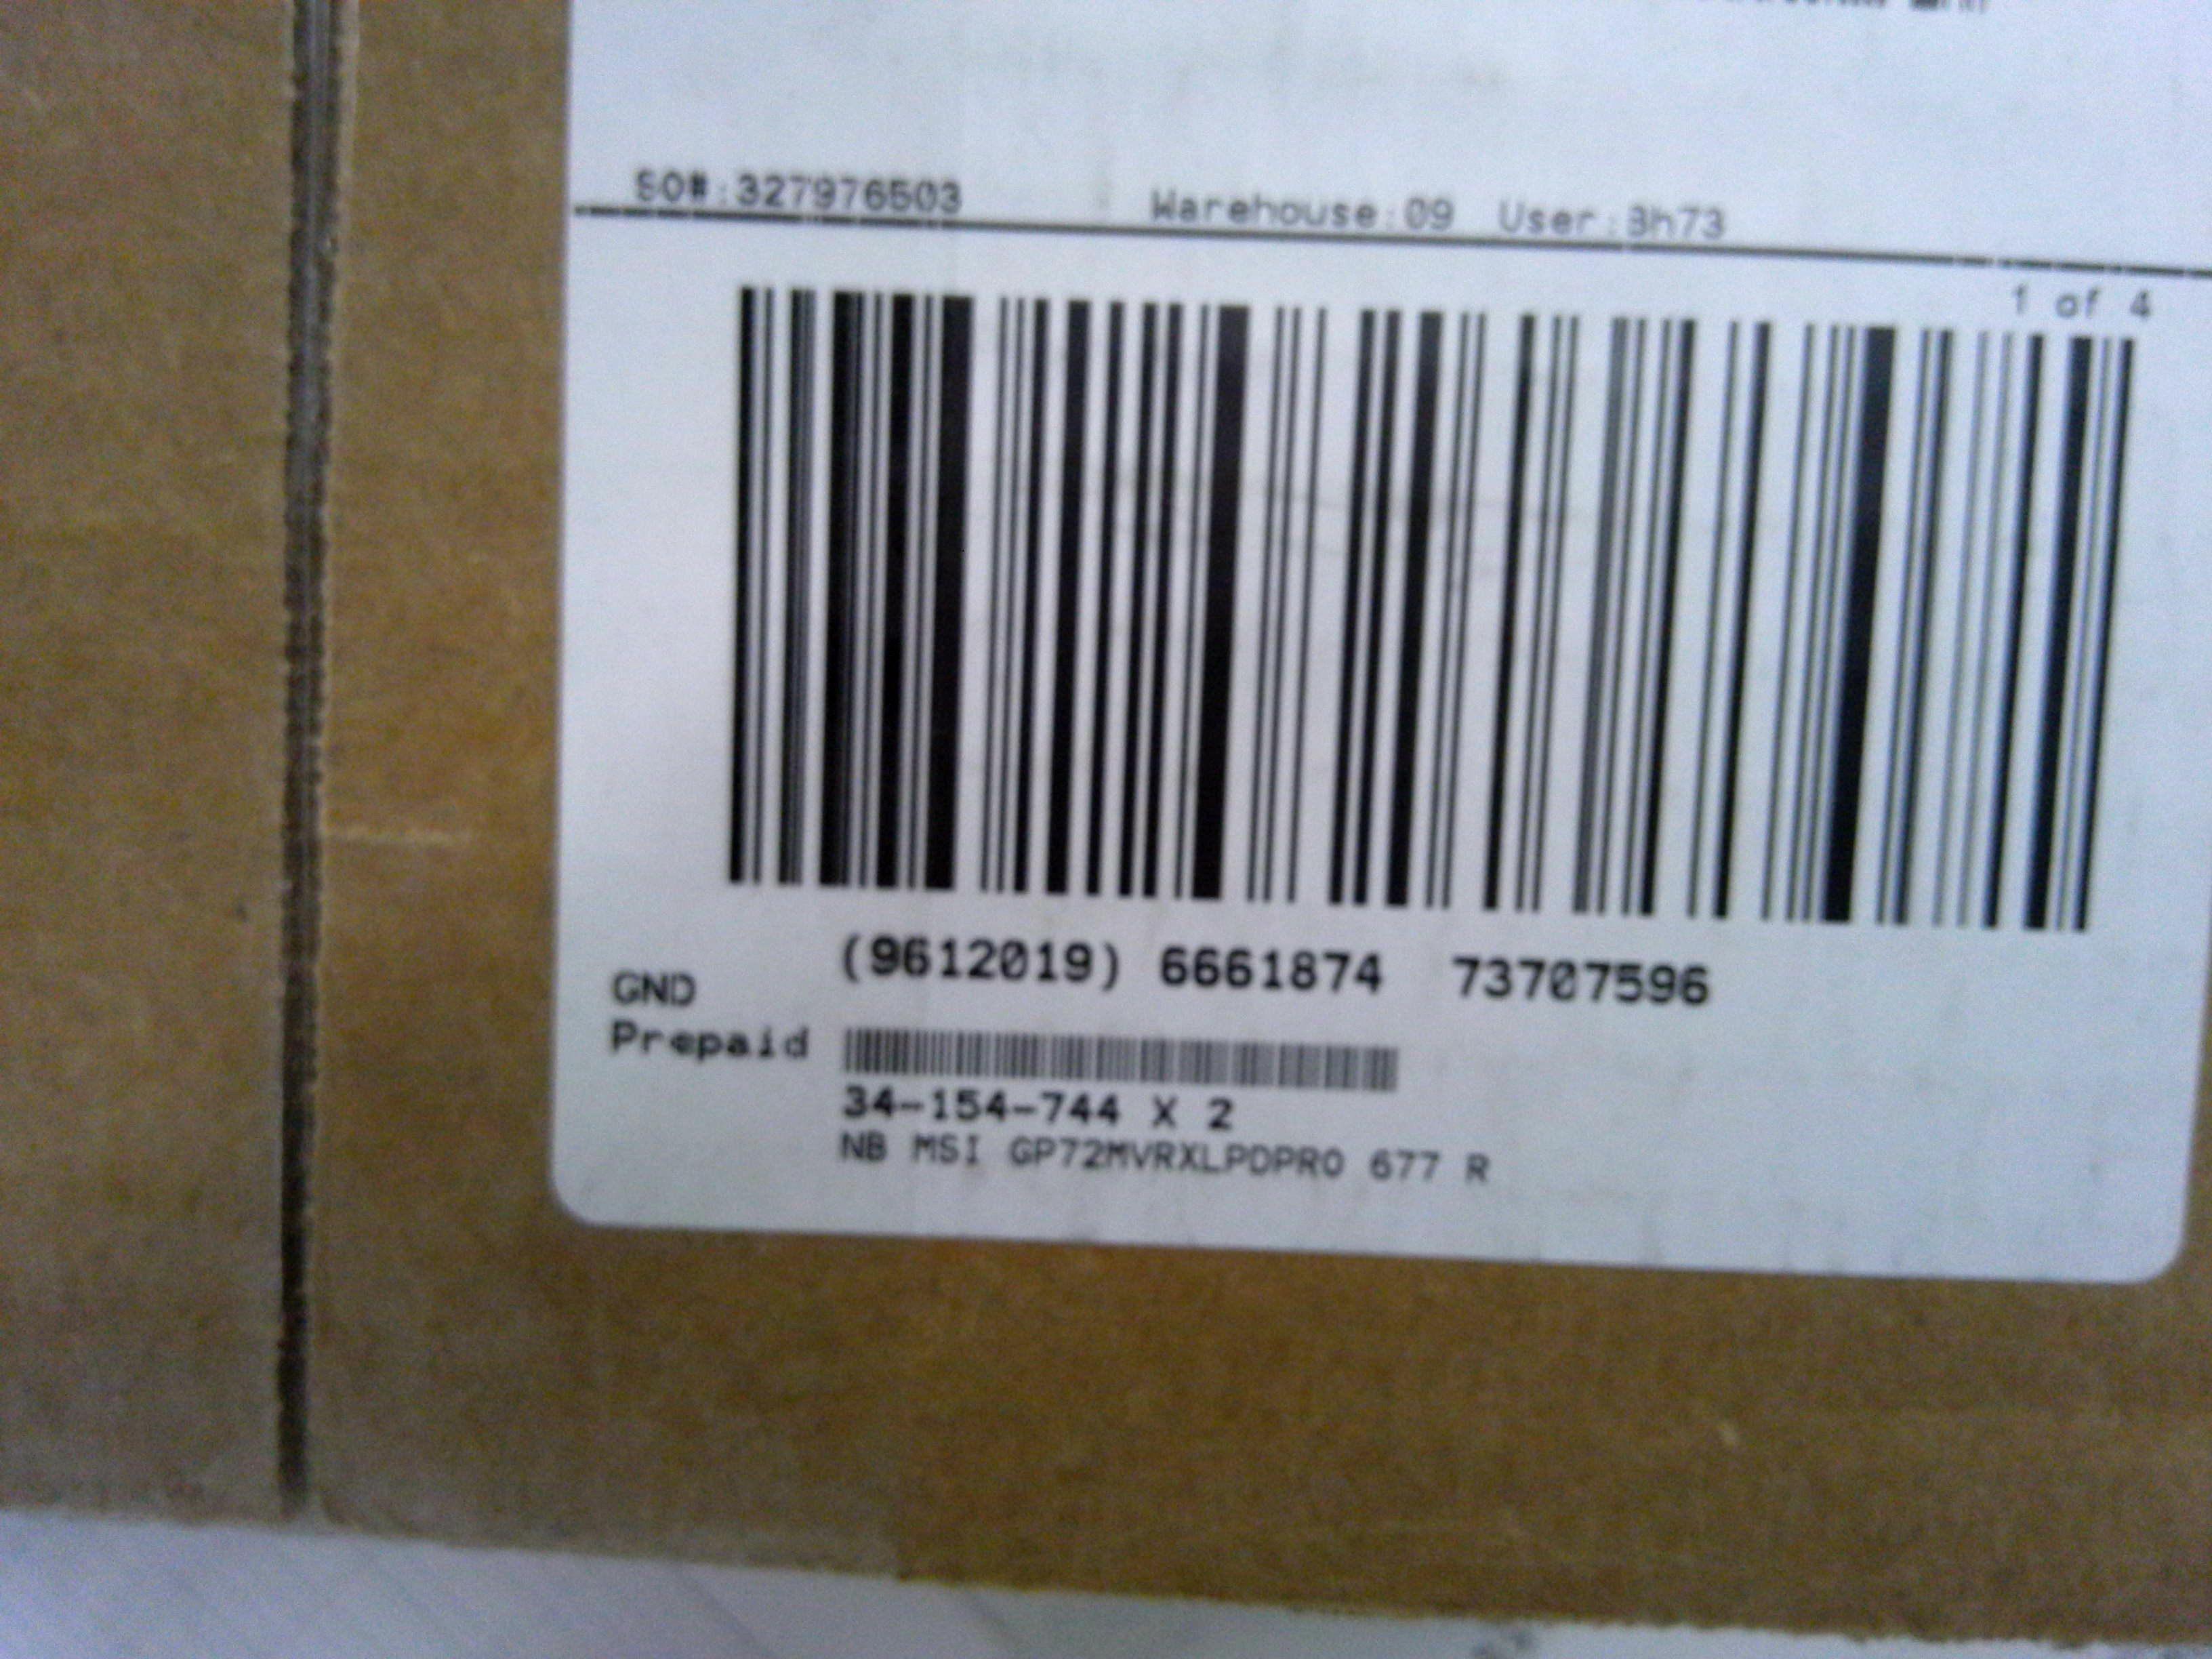 SO#:327976503 Warehouse:09 User:Bh73
1 of 4
(9612019) 6661874 73707596
GND
Prepaid
34-154-744 X 2
NB MSI GP72MVRXLPDPRO 677 R